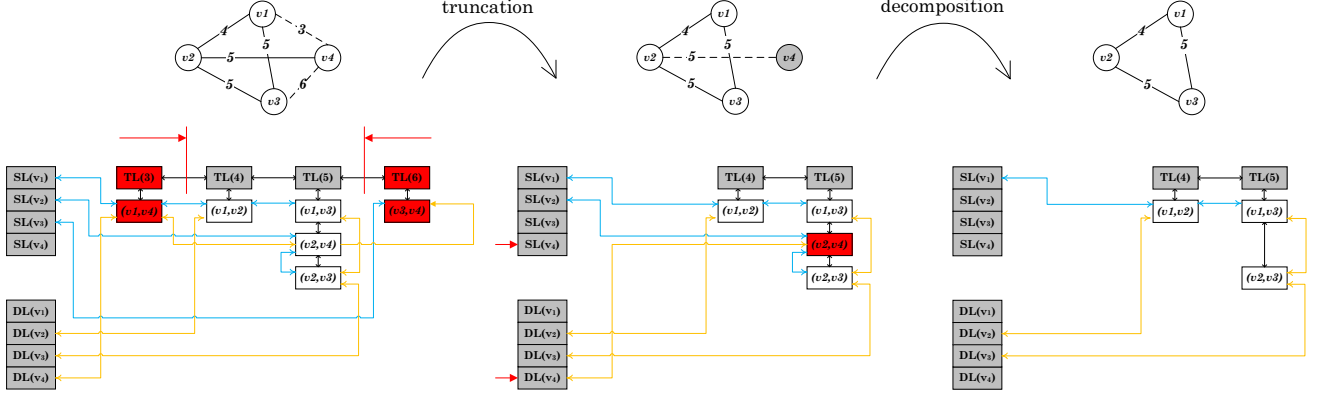 truncation
decomposition
v1
4
3
5
v2
5
v4
5
6
v3
v1
4
5
v2
5
v4
5
v3
v1
4
5
v2
5
v3
SL(v₁)
SL(v₂)
SL(v₃)
SL(v₄)
TL(3)
TL(4)
TL(5)
TL(6)
(v1,v4)
(v1,v2)
(v1,v3)
(v3,v4)
(v2,v4)
(v2,v3)
DL(v₁)
DL(v₂)
DL(v₃)
DL(v₄)
SL(v₁)
SL(v₂)
SL(v₃)
SL(v₄)
TL(4)
TL(5)
(v1,v2)
(v1,v3)
(v2,v4)
(v2,v3)
DL(v₁)
DL(v₂)
DL(v₃)
DL(v₄)
SL(v₁)
SL(v₂)
SL(v₃)
SL(v₄)
TL(4)
TL(5)
(v1,v2)
(v1,v3)
(v2,v3)
DL(v₁)
DL(v₂)
DL(v₃)
DL(v₄)